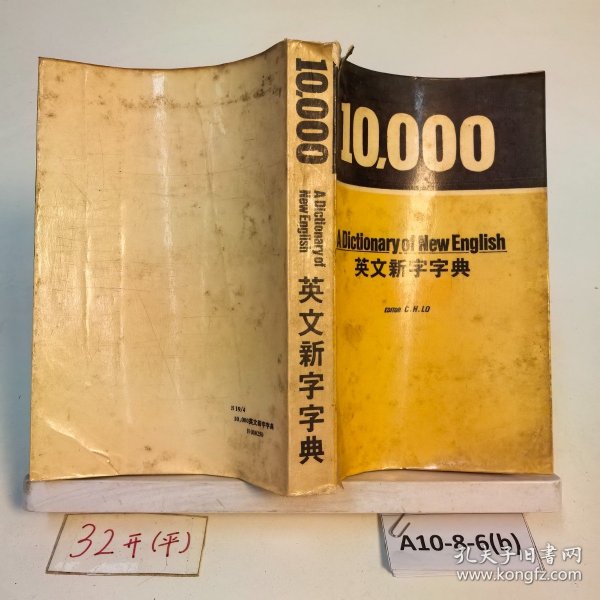 10,000
A Dictionary of New English
英文新字字典
EDITOR C.H.LO
10,000
A Dictionary of
New English
英文新字字典
10,000英文新字字典
32开(平)
A10-8-6(b)
孔夫子旧书网
www.kongfz.com